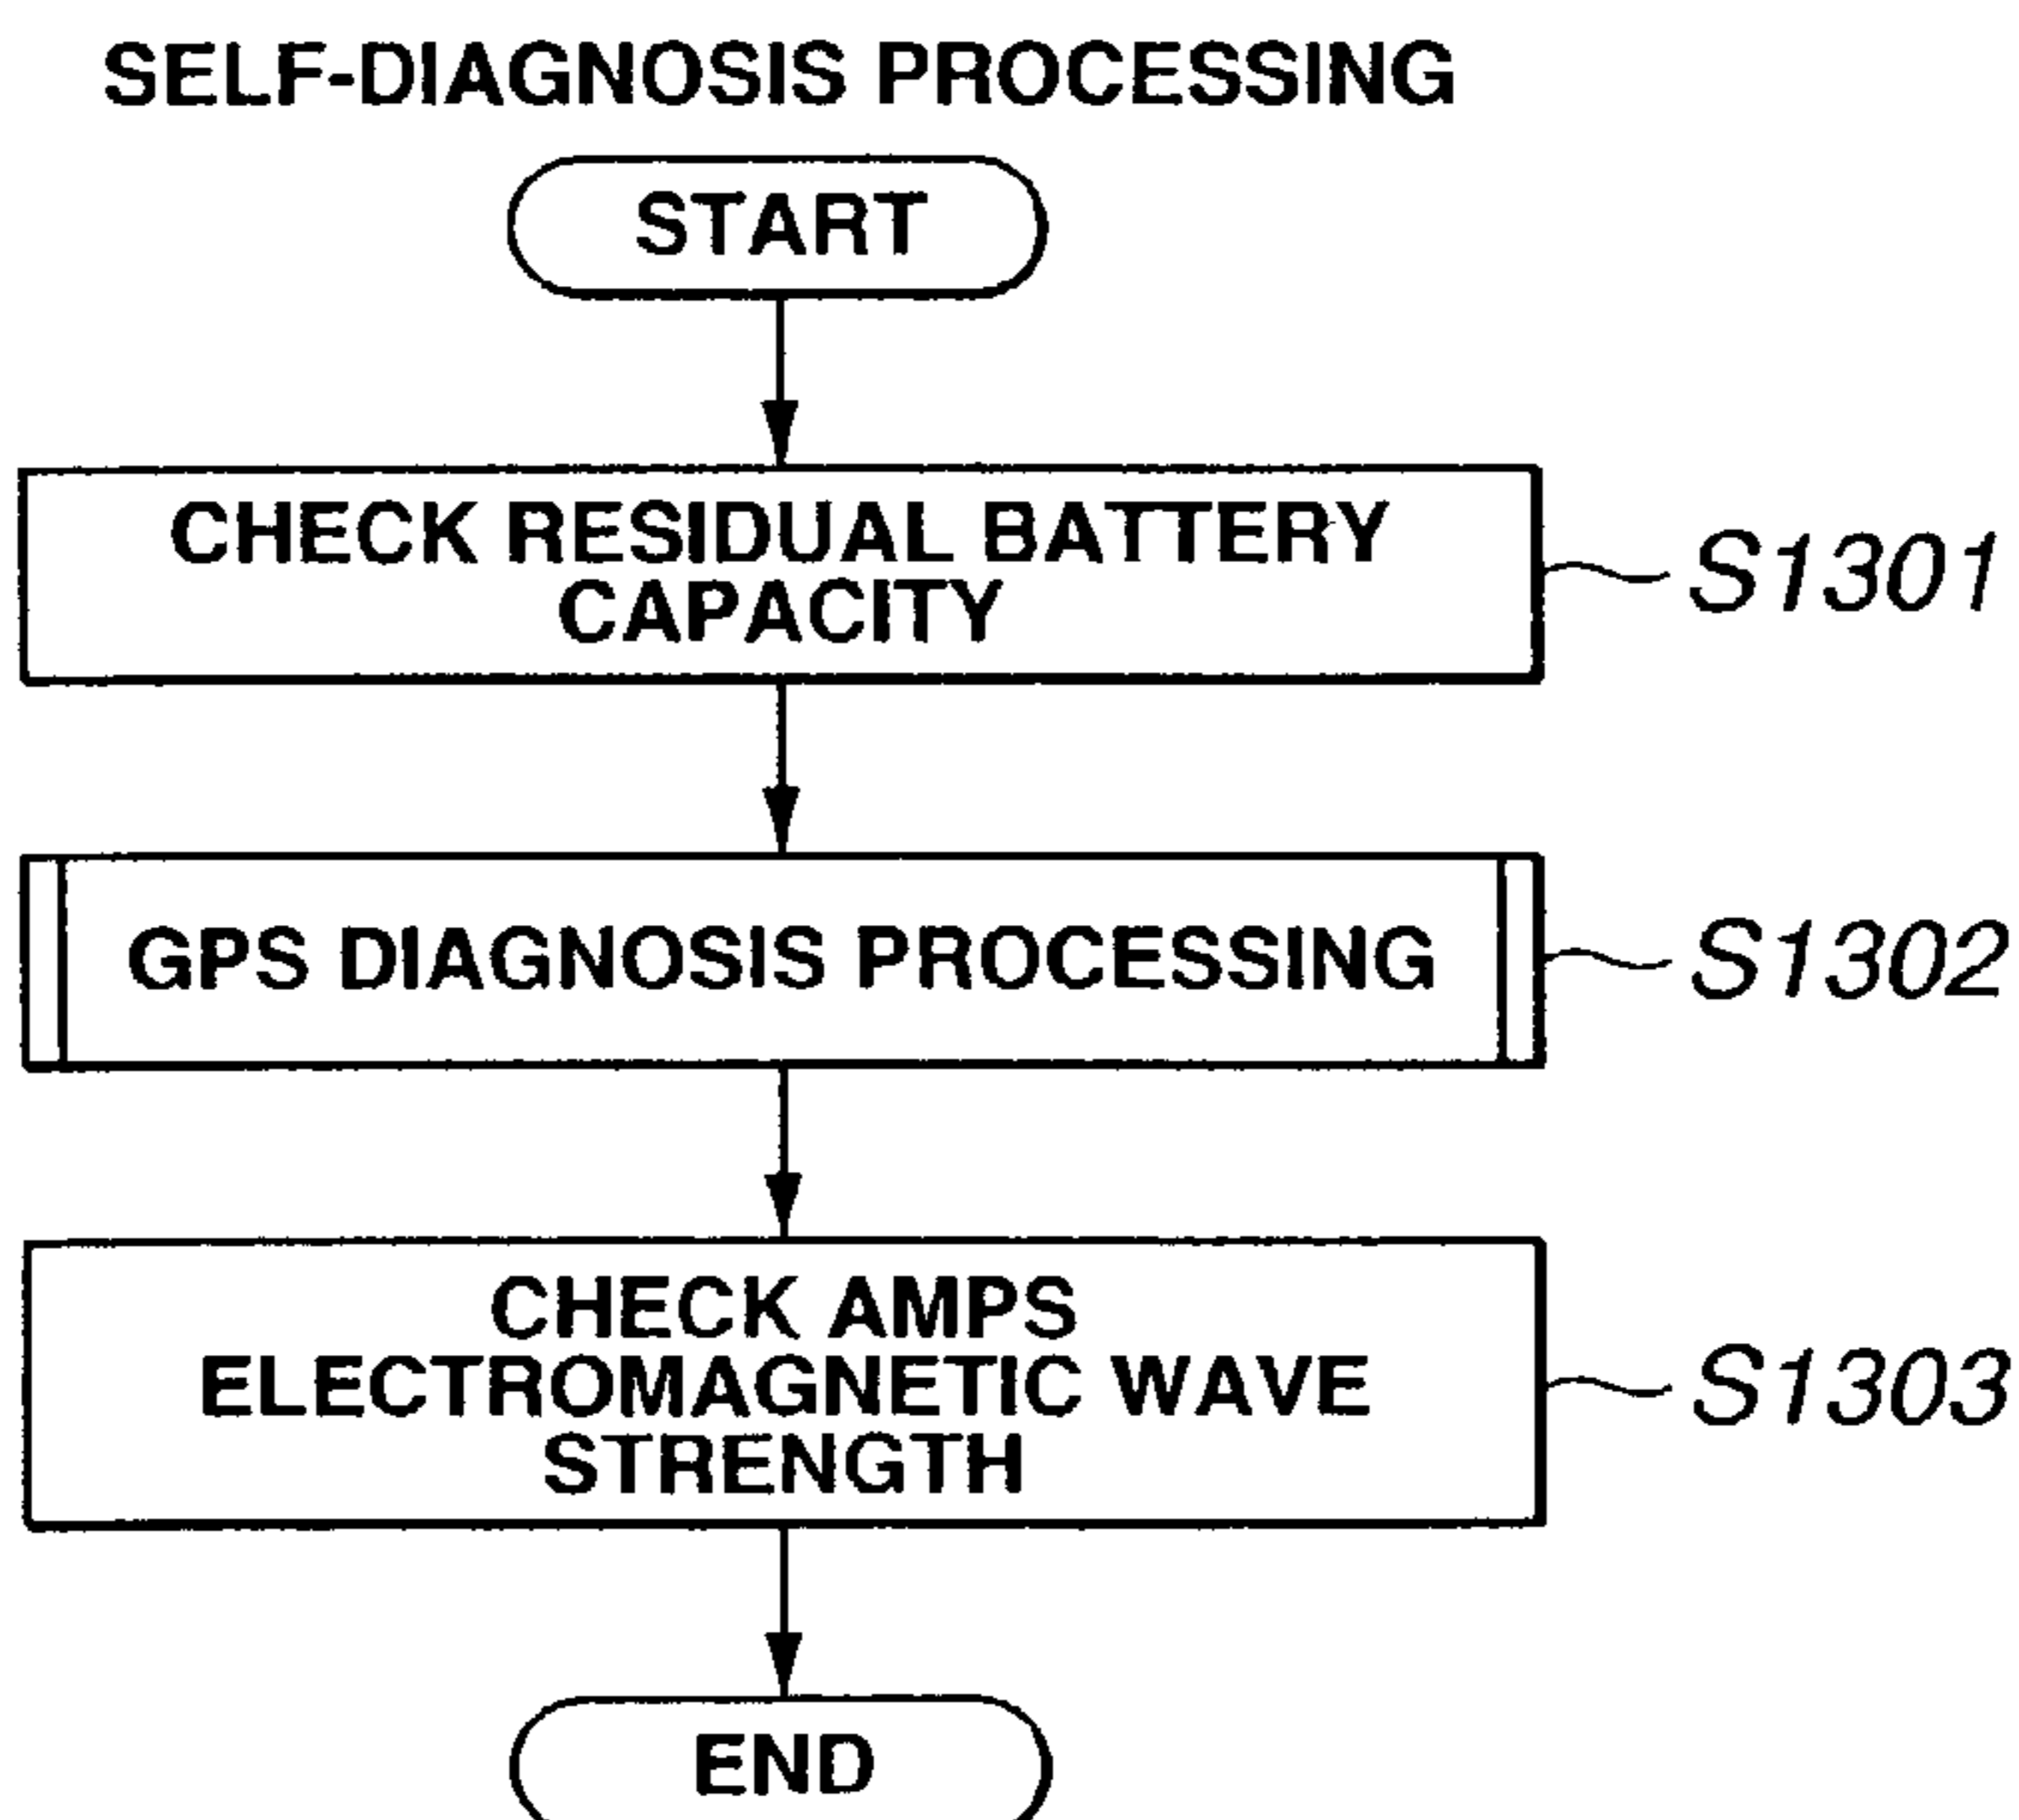 SELF-DIAGNOSIS PROCESSING
START
CHECK RESIDUAL BATTERY
CAPACITY
S1301
GPS DIAGNOSIS PROCESSING
S1302
CHECK AMPS
ELECTROMAGNETIC WAVE
STRENGTH
S1303
END